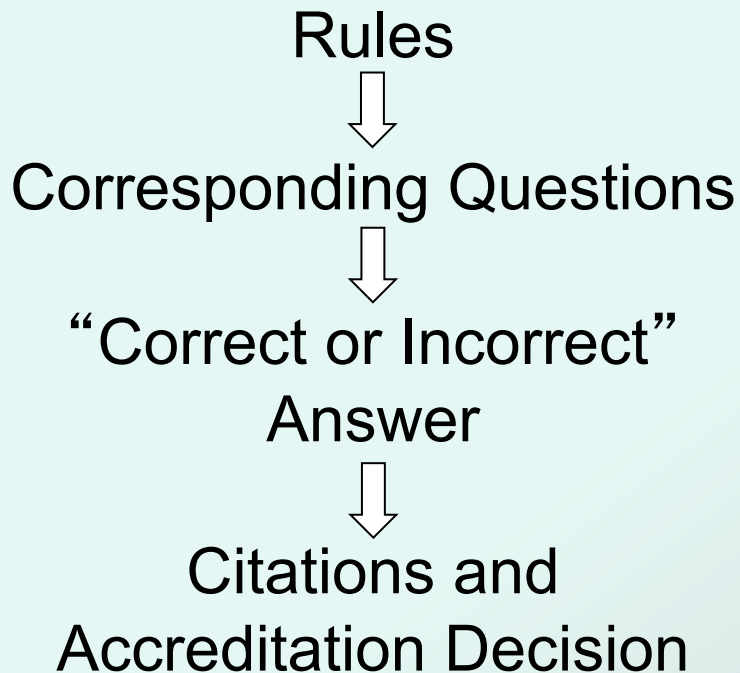 Rules
Corresponding Questions
“Correct or Incorrect”
Answer
Citations and
Accreditation Decision